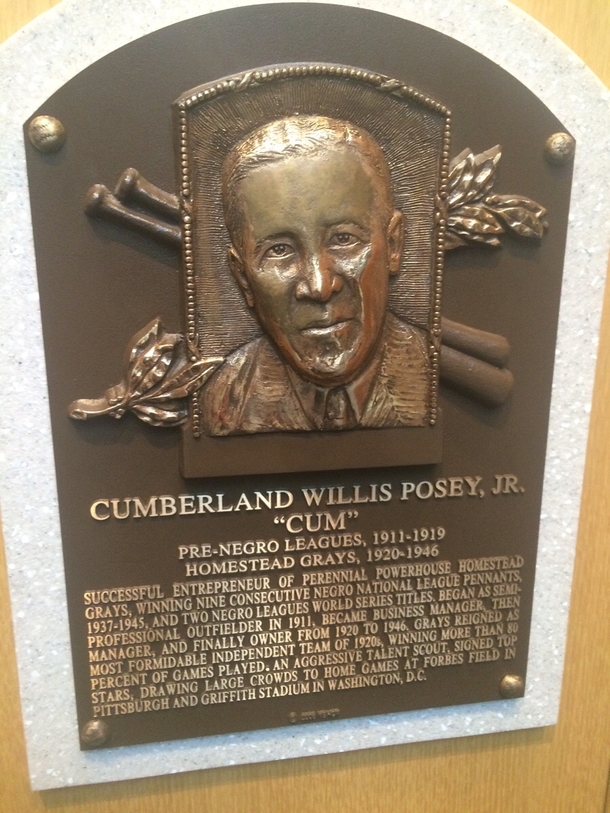 CUMBERLAND WILLIS POSEY, JR.
"CUM"
PRE-NEGRO LEAGUES, 1911-1919
HOMESTEAD GRAYS, 1920-1946
SUCCESSFUL ENTREPRENEUR OF PERENNIAL POWERHOUSE HOMESTEAD
GRAYS, WINNING NINE CONSECUTIVE NEGRO NATIONAL LEAGUE PENNANTS,
1937-1945, AND TWO NEGRO LEAGUES WORLD SERIES TITLES. BEGAN AS SEMI-
PROFESSIONAL OUTFIELDER IN 1911, BECAME BUSINESS MANAGER, THEN
MANAGER, AND FINALLY OWNER FROM 1920 TO 1946. GRAYS REIGNED AS
MOST FORMIDABLE INDEPENDENT TEAM OF 1920s, WINNING MORE THAN 80
PERCENT OF GAMES PLAYED. AN AGGRESSIVE TALENT SCOUT, SIGNED TOP
STARS, DRAWING LARGE CROWDS TO HOME GAMES AT FORBES FIELD IN
PITTSBURGH AND GRIFFITH STADIUM IN WASHINGTON, D.C.